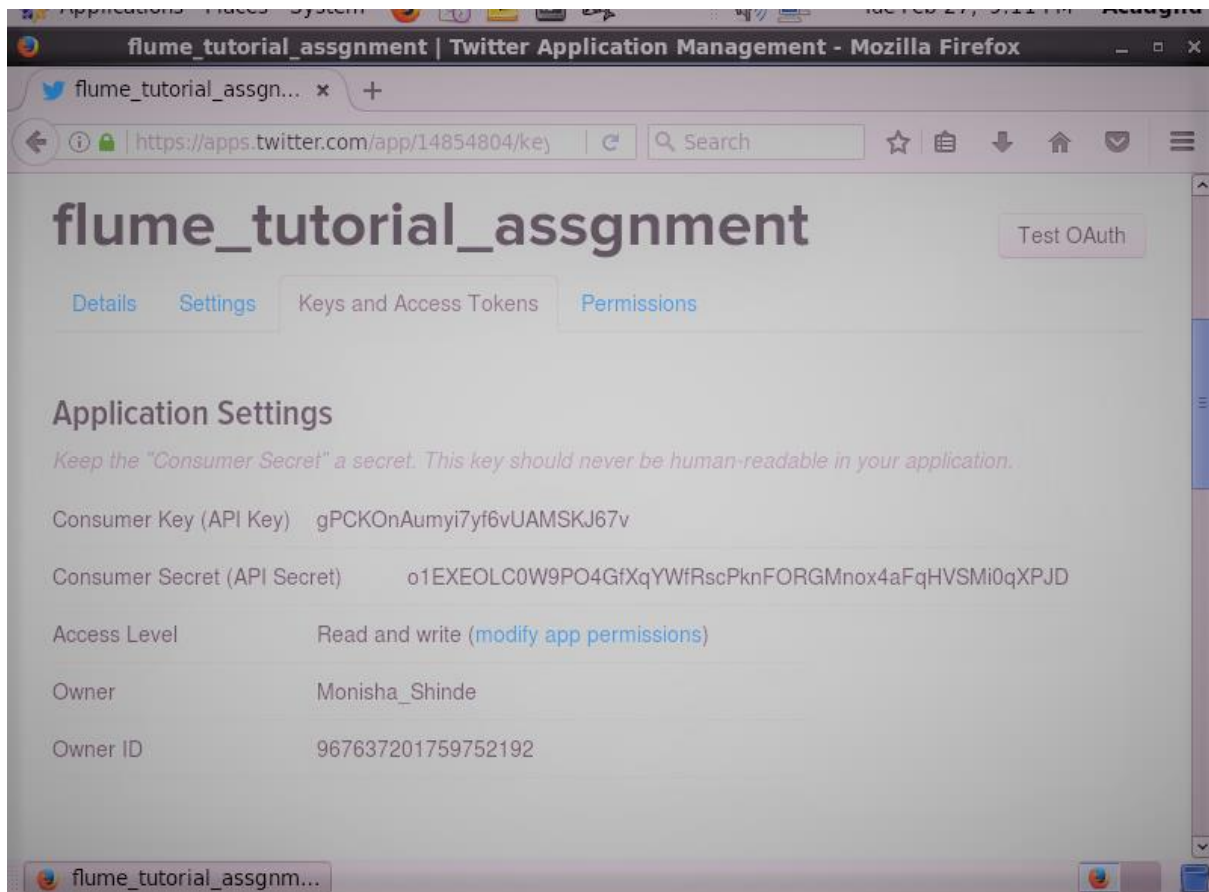 Applications Places System
flume_tutorial_assgnment | Twitter Application Management - Mozilla Firefox
flume_tutorial_assgn...
https://apps.twitter.com/app/14854804/key Search
flume_tutorial_assgnment
Test OAuth
Details Settings Keys and Access Tokens Permissions
Application Settings
Keep the "Consumer Secret" a secret. This key should never be human-readable in your application.
Consumer Key (API Key) gPCKOnAumyi7yf6vUAMSKJ67v
Consumer Secret (API Secret) o1EXEOLC0W9PO4GfXqYWfRscPknFORGMnox4aFqHVSMi0qXPJD
Access Level Read and write (modify app permissions)
Owner Monisha_Shinde
Owner ID 967637201759752192
flume_tutorial_assgnm...